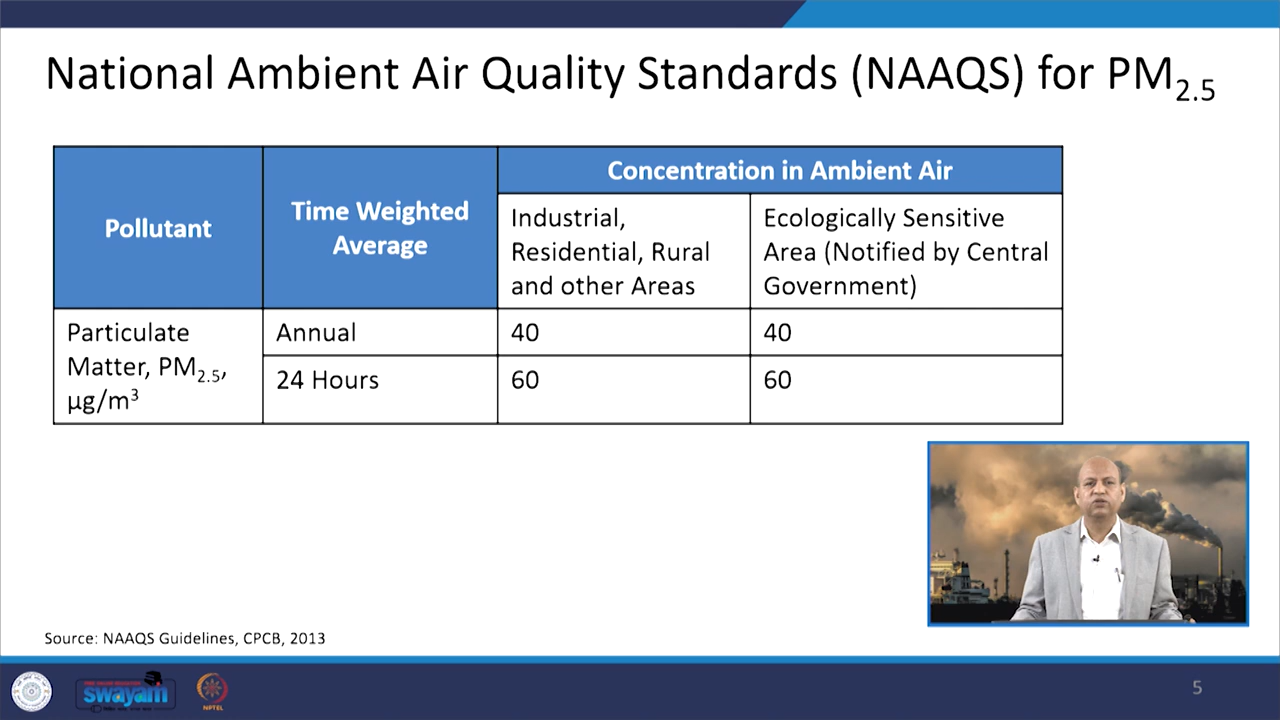 National Ambient Air Quality Standards (NAAQS) for PM2.5
Pollutant
Time Weighted
Average
Concentration in Ambient Air
Industrial,
Residential, Rural
and other Areas
Ecologically Sensitive
Area (Notified by Central
Government)
Particulate
Matter, PM2.5,
µg/m³
Annual
40
40
24 Hours
60
60
Source: NAAQS Guidelines, CPCB, 2013
swayam
NPTEL
5